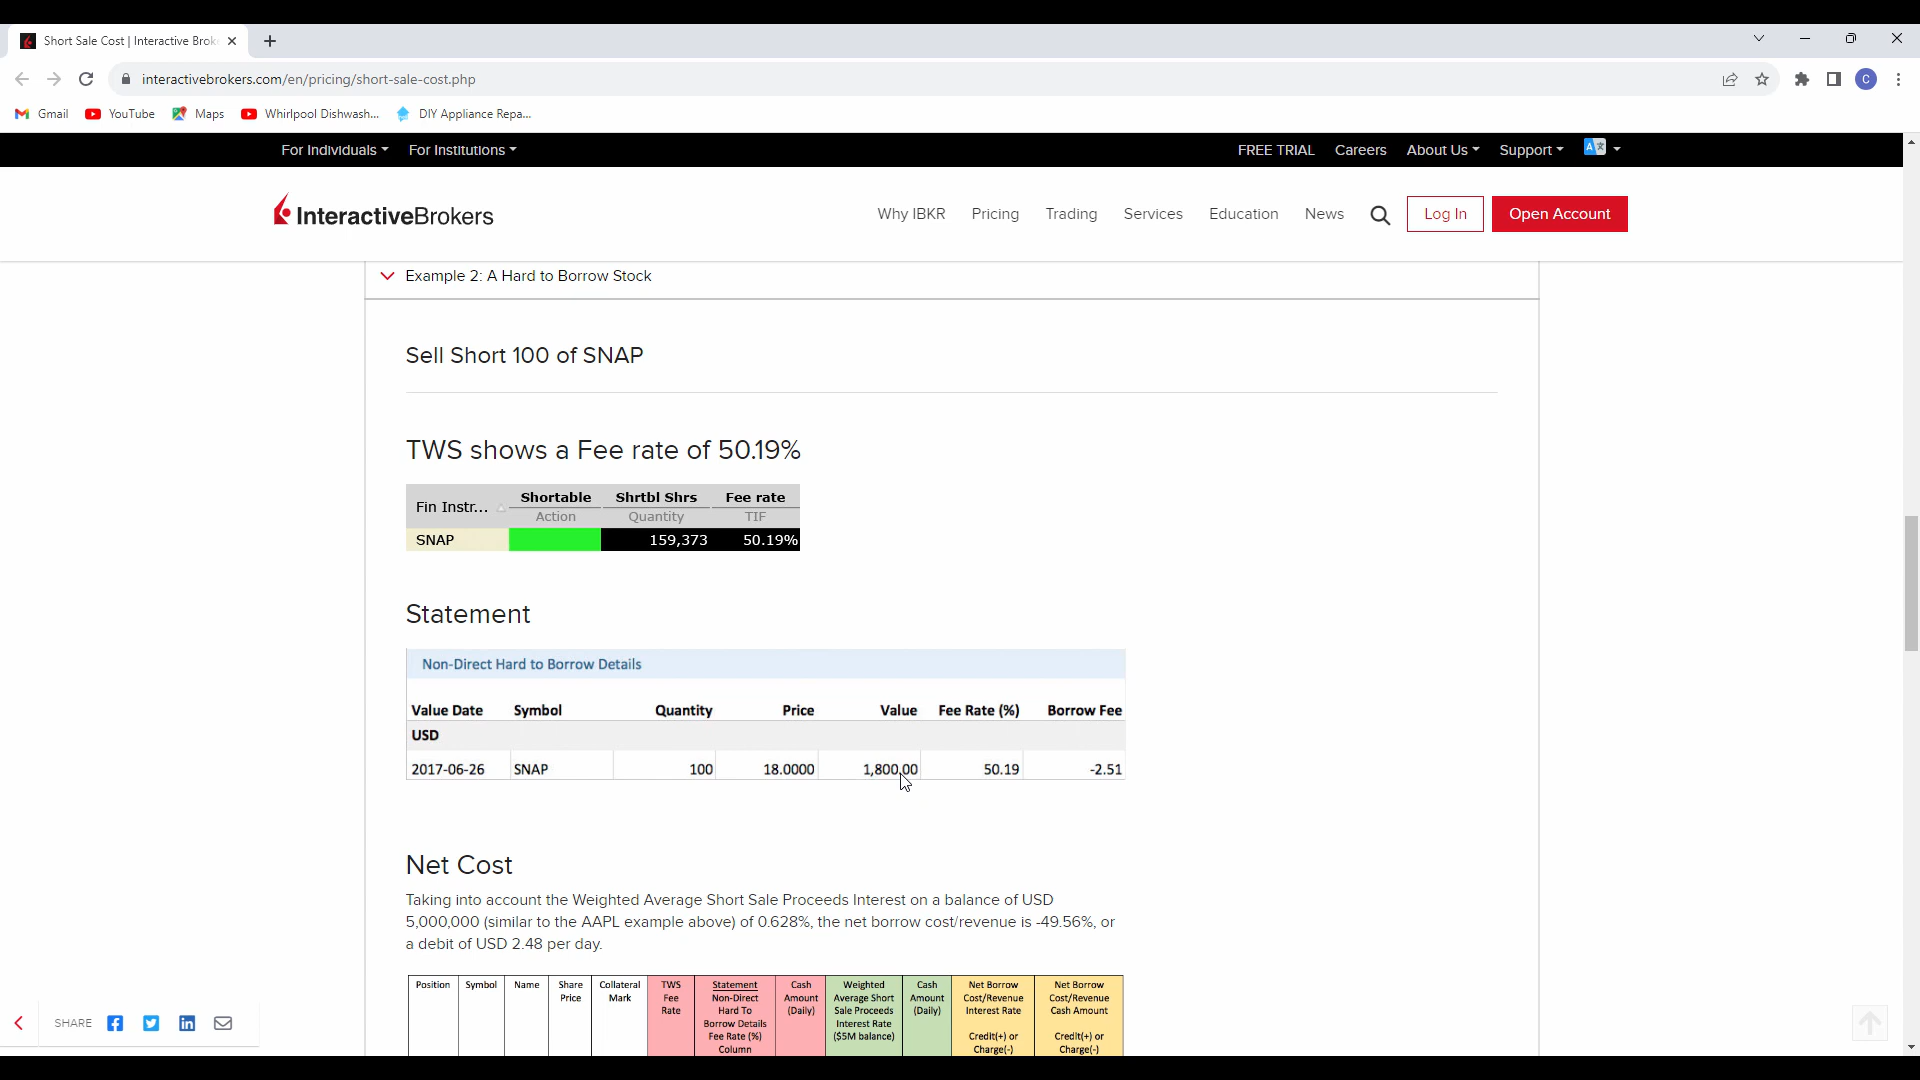 Short Sale Cost | Interactive Brok
interactivebrokers.com/en/pricing/short-sale-cost.php
C
Gmail YouTube Maps Whirlpool Dishwash... DIY Appliance Repa...
For Individuals For Institutions FREE TRIAL Careers About Us Support
InteractiveBrokers Why IBKR Pricing Trading Services Education News Log In Open Account
Example 2: A Hard to Borrow Stock
Sell Short 100 of SNAP
TWS shows a Fee rate of 50.19%
Fin Instr... Shortable Shrtbl Shrs Fee rate
Action Quantity TIF
SNAP 159,373 50.19%
Statement
Non-Direct Hard to Borrow Details
Value Date Symbol Quantity Price Value Fee Rate (%) Borrow Fee
USD
2017-06-26 SNAP 100 18.0000 1,800.00 50.19 -2.51
Net Cost
Taking into account the Weighted Average Short Sale Proceeds Interest on a balance of USD
5,000,000 (similar to the AAPL example above) of 0.628%, the net borrow cost/revenue is -49.56%, or
a debit of USD 2.48 per day.
Position Symbol Name Share Collateral TWS Statement Cash Weighted Cash Net Borrow Net Borrow
Price Mark Fee Non-Direct Amount Average Short Amount Cost/Revenue Cost/Revenue
Rate Hard To (Daily) Sale Proceeds (Daily) Interest Rate Cash Amount
Borrow Details Interest Rate
Fee Rate (%) ($5M balance) Credit(+) or Credit(+) or
Column Charge(-) Charge(-)
SHARE